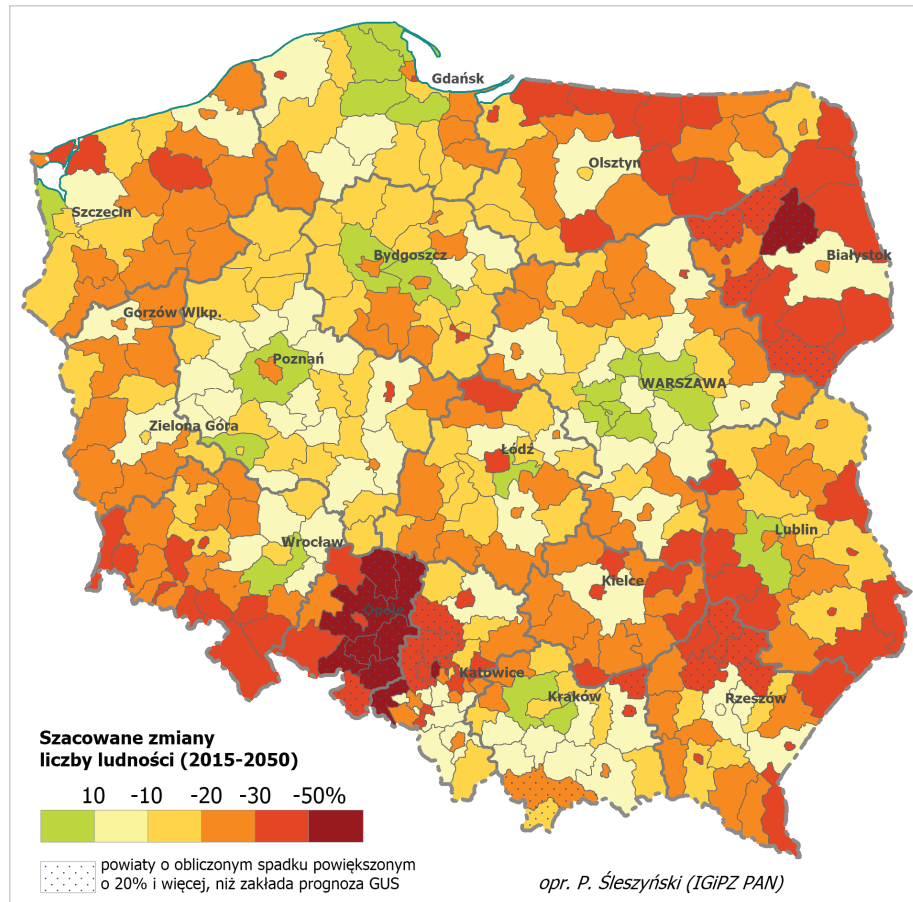 Gdańsk
Olsztyn
Szczecin
Bydgoszcz
Białystok
Gorzów Wlkp.
Poznań
WARSZAWA
Zielona Góra
Łódź
Lublin
Wrocław
Kielce
Opole
Katowice
Kraków
Rzeszów
Szacowane zmiany
liczby ludności (2015-2050)
10 -10 -20 -30 -50%
powiaty o obliczonym spadku powiększonym
o 20% i więcej, niż zakłada prognoza GUS
opr. P. Śleszyński (IGiPZ PAN)